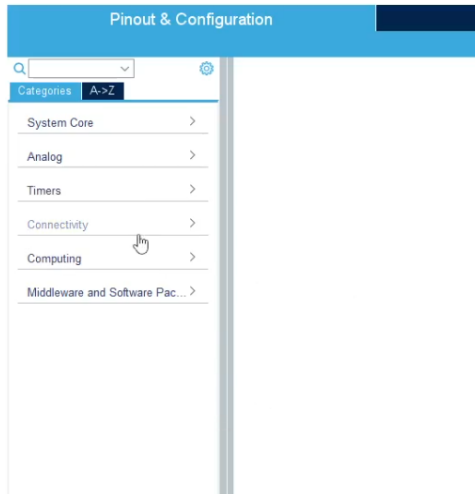 Pinout & Configuration
Categories A->Z
System Core
Analog
Timers
Connectivity
Computing
Middleware and Software Pac...